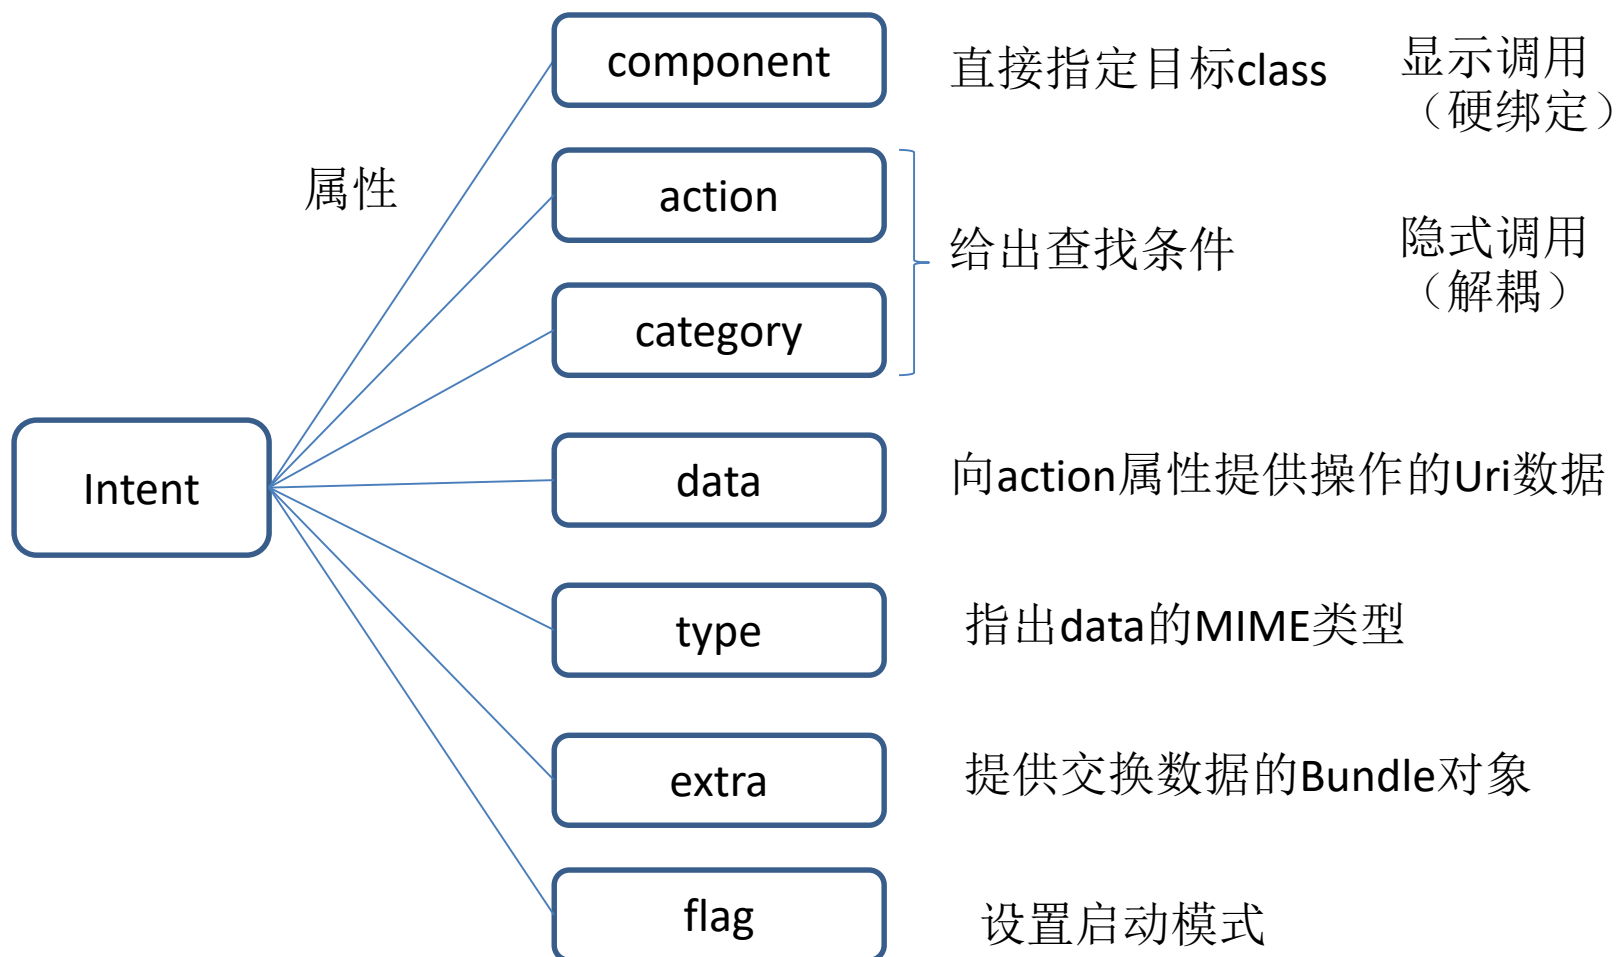 component
直接指定目标class
显示调用
（硬绑定）
属性
action
给出查找条件
隐式调用
（解耦）
category
Intent
data
向action属性提供操作的Uri数据
type
指出data的MIME类型
extra
提供交换数据的Bundle对象
flag
设置启动模式